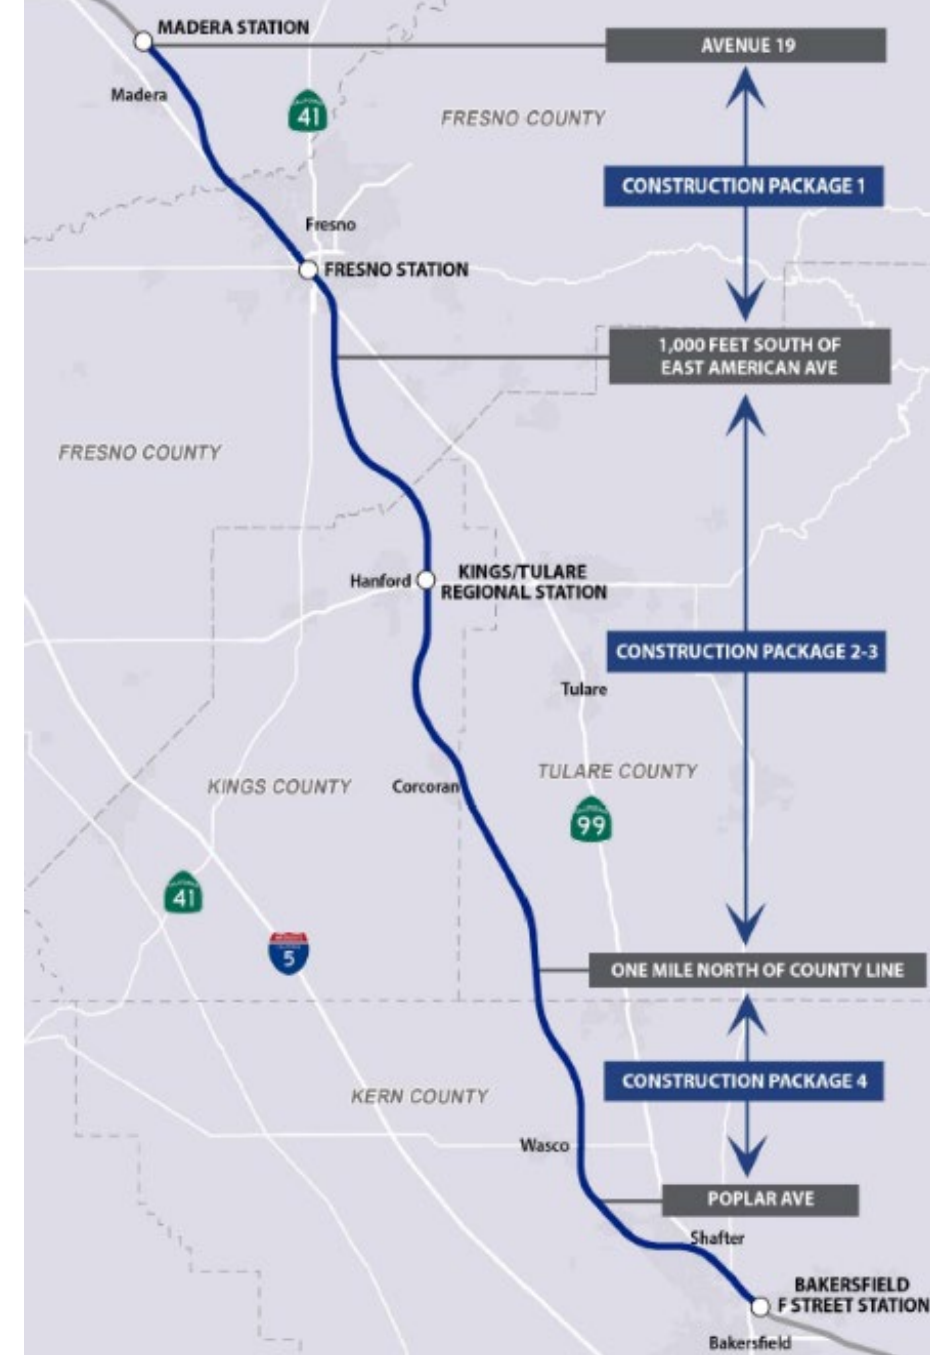 MADERA STATION
AVENUE 19
Madera
CALIFORNIA
41
FRESNO COUNTY
CONSTRUCTION PACKAGE 1
Fresno
FRESNO STATION
1,000 FEET SOUTH OF
EAST AMERICAN AVE
FRESNO COUNTY
Hanford
KINGS/TULARE
REGIONAL STATION
CONSTRUCTION PACKAGE 2-3
Tulare
TULARE COUNTY
KINGS COUNTY
Corcoran
99
41
5
ONE MILE NORTH OF COUNTY LINE
CONSTRUCTION PACKAGE 4
KERN COUNTY
Wasco
POPLAR AVE
Shafter
BAKERSFIELD
F STREET STATION
Bakersfield